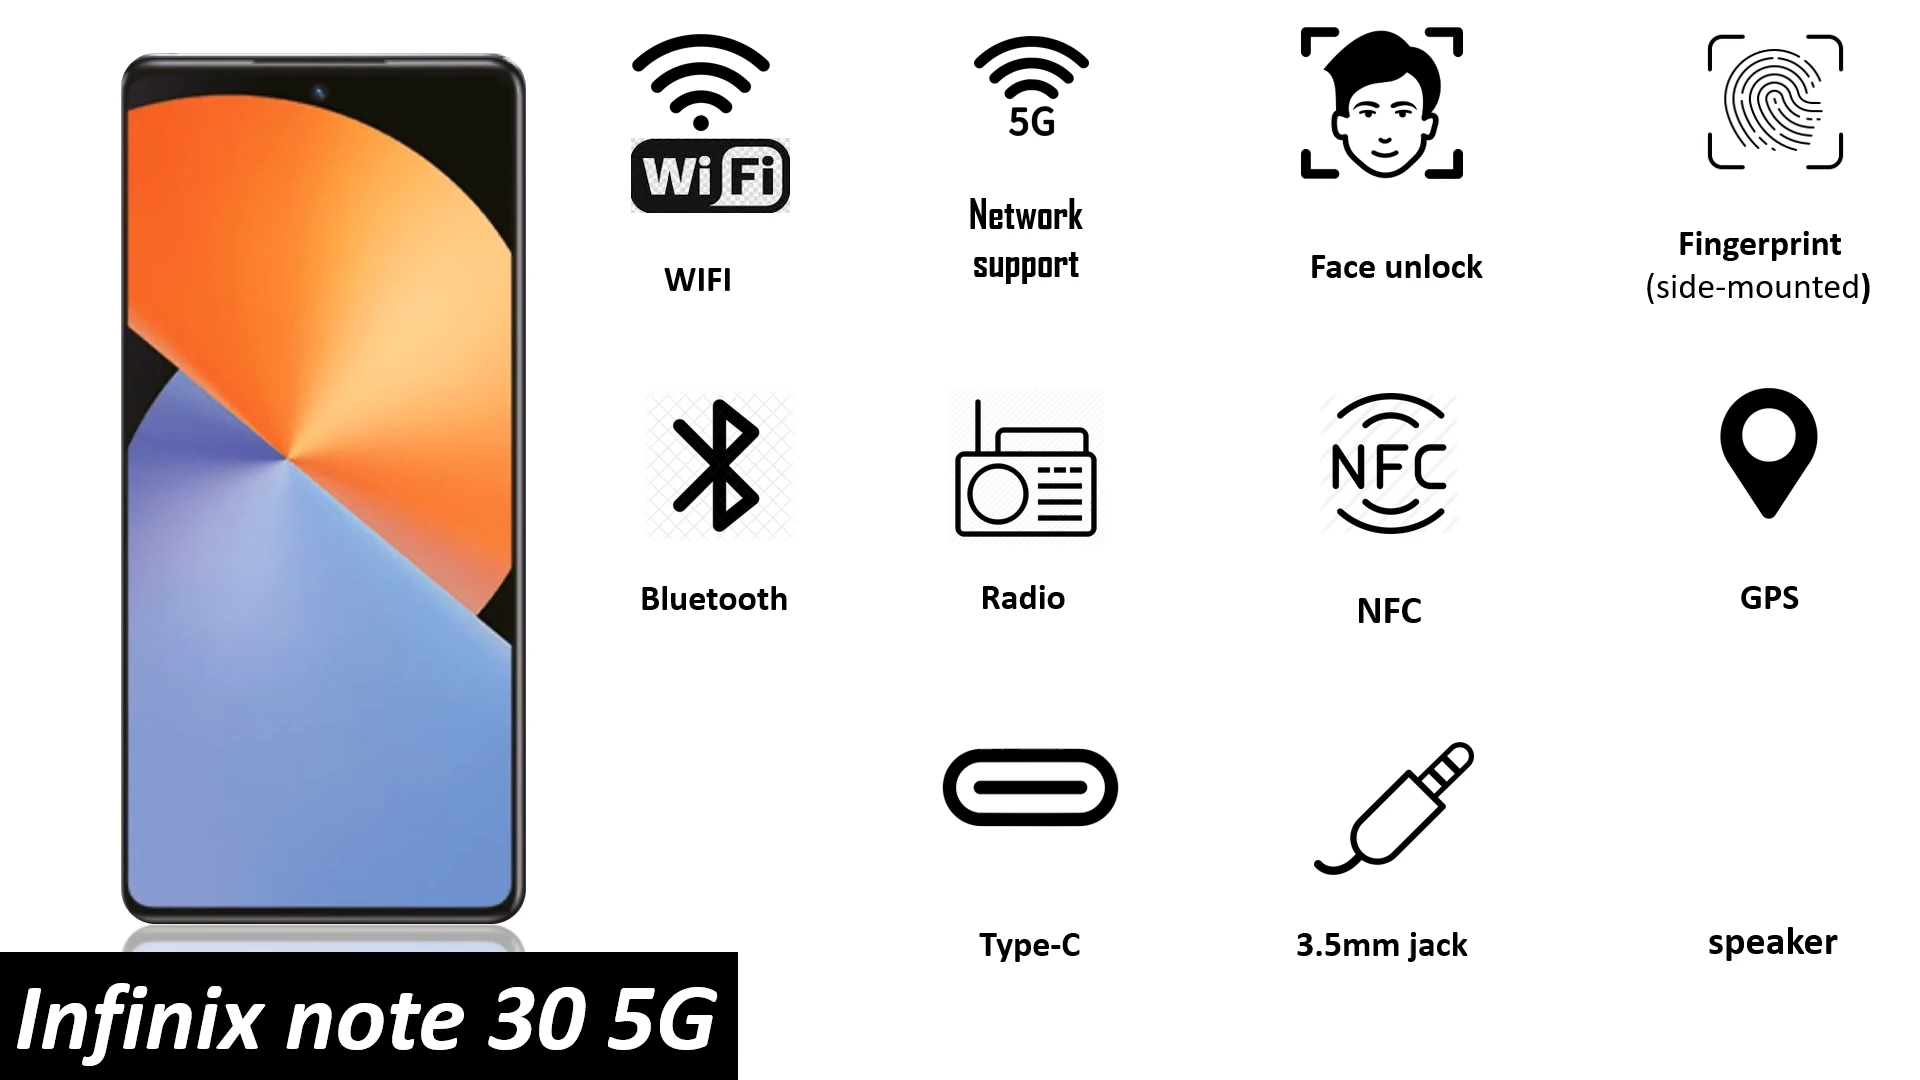 WiFi
WIFI
5G
Network
support
Face unlock
Fingerprint
(side-mounted)
Bluetooth
Radio
NFC
NFC
GPS
Type-C
3.5mm jack
speaker
Infinix note 30 5G